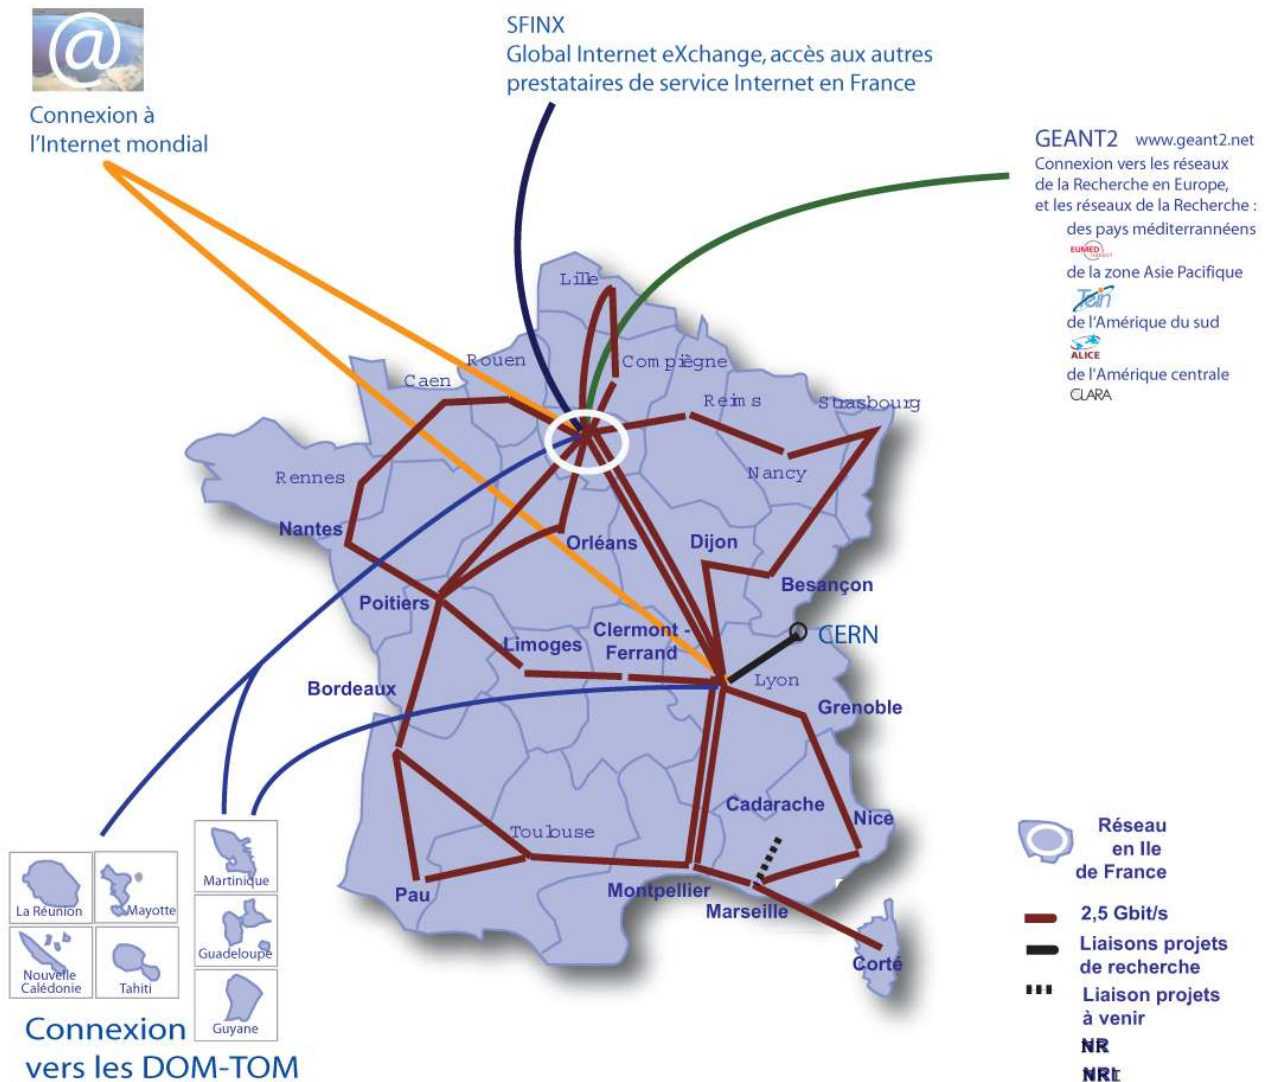 @
Connexion à
l'Internet mondial
SFINX
Global Internet eXchange, accès aux autres
prestataires de service Internet en France
GEANT2 www.geant2.net
Connexion vers les réseaux
de la Recherche en Europe,
et les réseaux de la Recherche :
des pays méditerrannéens
EUMED
de la zone Asie Pacifique
Tein
de l'Amérique du sud
ALICE
de l'Amérique centrale
CLARA
Lille
Rouen
Compiègne
Caen
Reims
Strasbourg
Rennes
Nancy
Nantes
Orléans
Dijon
Besançon
Poitiers
Limoges
Clermont -
Ferrand
CERN
Bordeaux
Lyon
Grenoble
Cadarache
Nice
Toulouse
Pau
Montpellier
Marseille
Corté
Martinique
La Réunion
Mayotte
Guadeloupe
Nouvelle
Calédonie
Tahiti
Guyane
Connexion
vers les DOM-TOM
Réseau
en Ile
de France
2,5 Gbit/s
Liaisons projets
de recherche
Liaison projets
à venir
NR
NRI